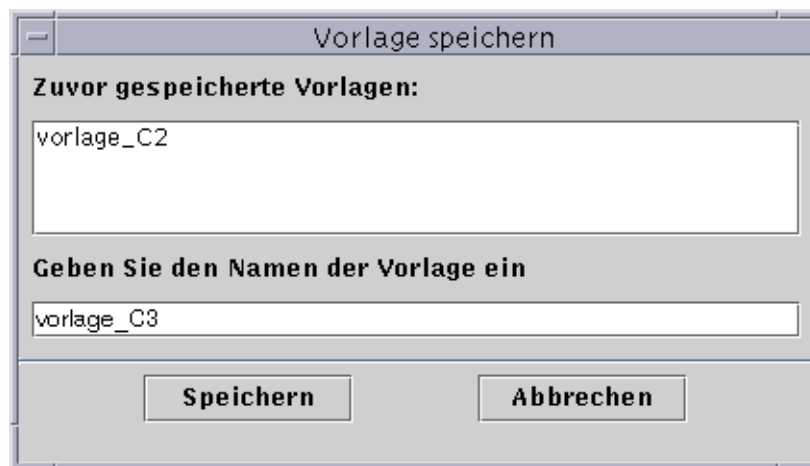 Vorlage speichern
Zuvor gespeicherte Vorlagen:
vorlage_C2
Geben Sie den Namen der Vorlage ein
vorlage_C3
Speichern Abbrechen